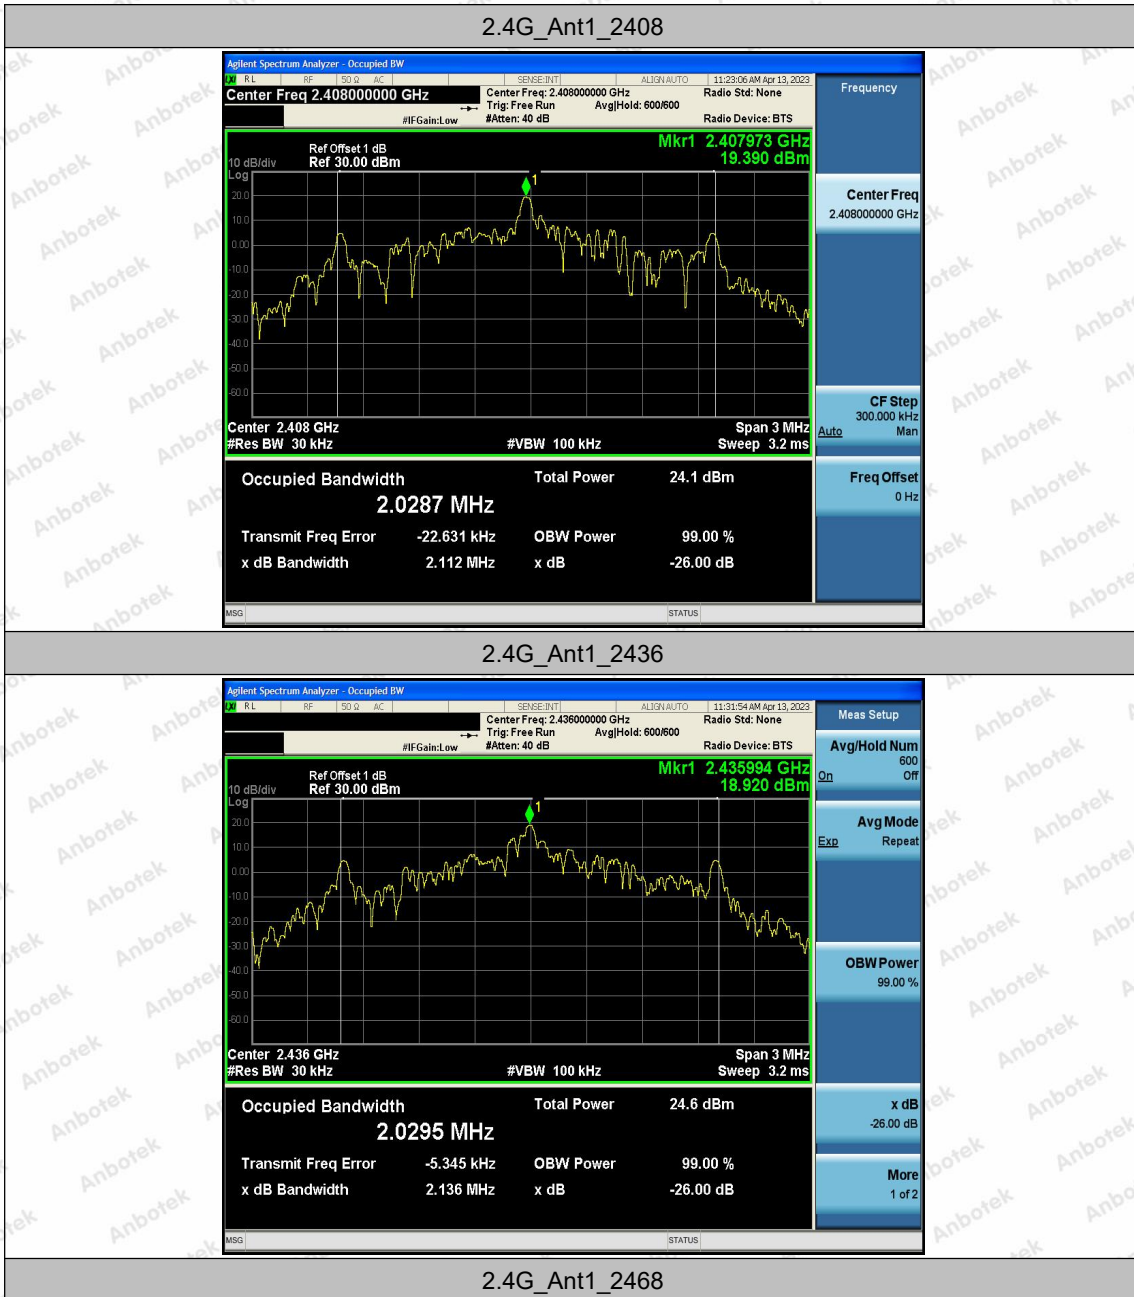 2.4G_Ant1_2408
Agilent Spectrum Analyzer - Occupied BW
LXI RL RF 50 Ω AC SENSE:INT ALIGN AUTO 11:23:06 AM Apr 13, 2023
Center Freq 2.408000000 GHz
Center Freq: 2.408000000 GHz Radio Std: None
Trig: Free Run Avg|Hold: 600/600
#IFGain:Low #Atten: 40 dB Radio Device: BTS
Mkr1 2.407973 GHz
19.390 dBm
Ref Offset 1 dB
10 dB/div Ref 30.00 dBm
Log
20.0
10.0
0.00
-10.0
-20.0
-30.0
-40.0
-50.0
-60.0
1
Center 2.408 GHz Span 3 MHz
#Res BW 30 kHz #VBW 100 kHz Sweep 3.2 ms
Occupied Bandwidth Total Power 24.1 dBm
2.0287 MHz
Transmit Freq Error -22.631 kHz OBW Power 99.00 %
x dB Bandwidth 2.112 MHz x dB -26.00 dB
MSG STATUS
Frequency
Center Freq
2.408000000 GHz
CF Step
300.000 kHz
Auto Man
Freq Offset
0 Hz
2.4G_Ant1_2436
Agilent Spectrum Analyzer - Occupied BW
LXI RL RF 50 Ω AC SENSE:INT ALIGN AUTO 11:31:54 AM Apr 13, 2023
Center Freq: 2.436000000 GHz Radio Std: None
Trig: Free Run Avg|Hold: 600/600
#IFGain:Low #Atten: 40 dB Radio Device: BTS
Mkr1 2.435994 GHz
18.920 dBm
Ref Offset 1 dB
10 dB/div Ref 30.00 dBm
Log
20.0
10.0
0.00
-10.0
-20.0
-30.0
-40.0
-50.0
-60.0
1
Center 2.436 GHz Span 3 MHz
#Res BW 30 kHz #VBW 100 kHz Sweep 3.2 ms
Occupied Bandwidth Total Power 24.6 dBm
2.0295 MHz
Transmit Freq Error -5.345 kHz OBW Power 99.00 %
x dB Bandwidth 2.136 MHz x dB -26.00 dB
MSG STATUS
Meas Setup
Avg/Hold Num
600
On Off
Avg Mode
Exp Repeat
OBW Power
99.00 %
x dB
-26.00 dB
More
1 of 2
2.4G_Ant1_2468
Anbotek